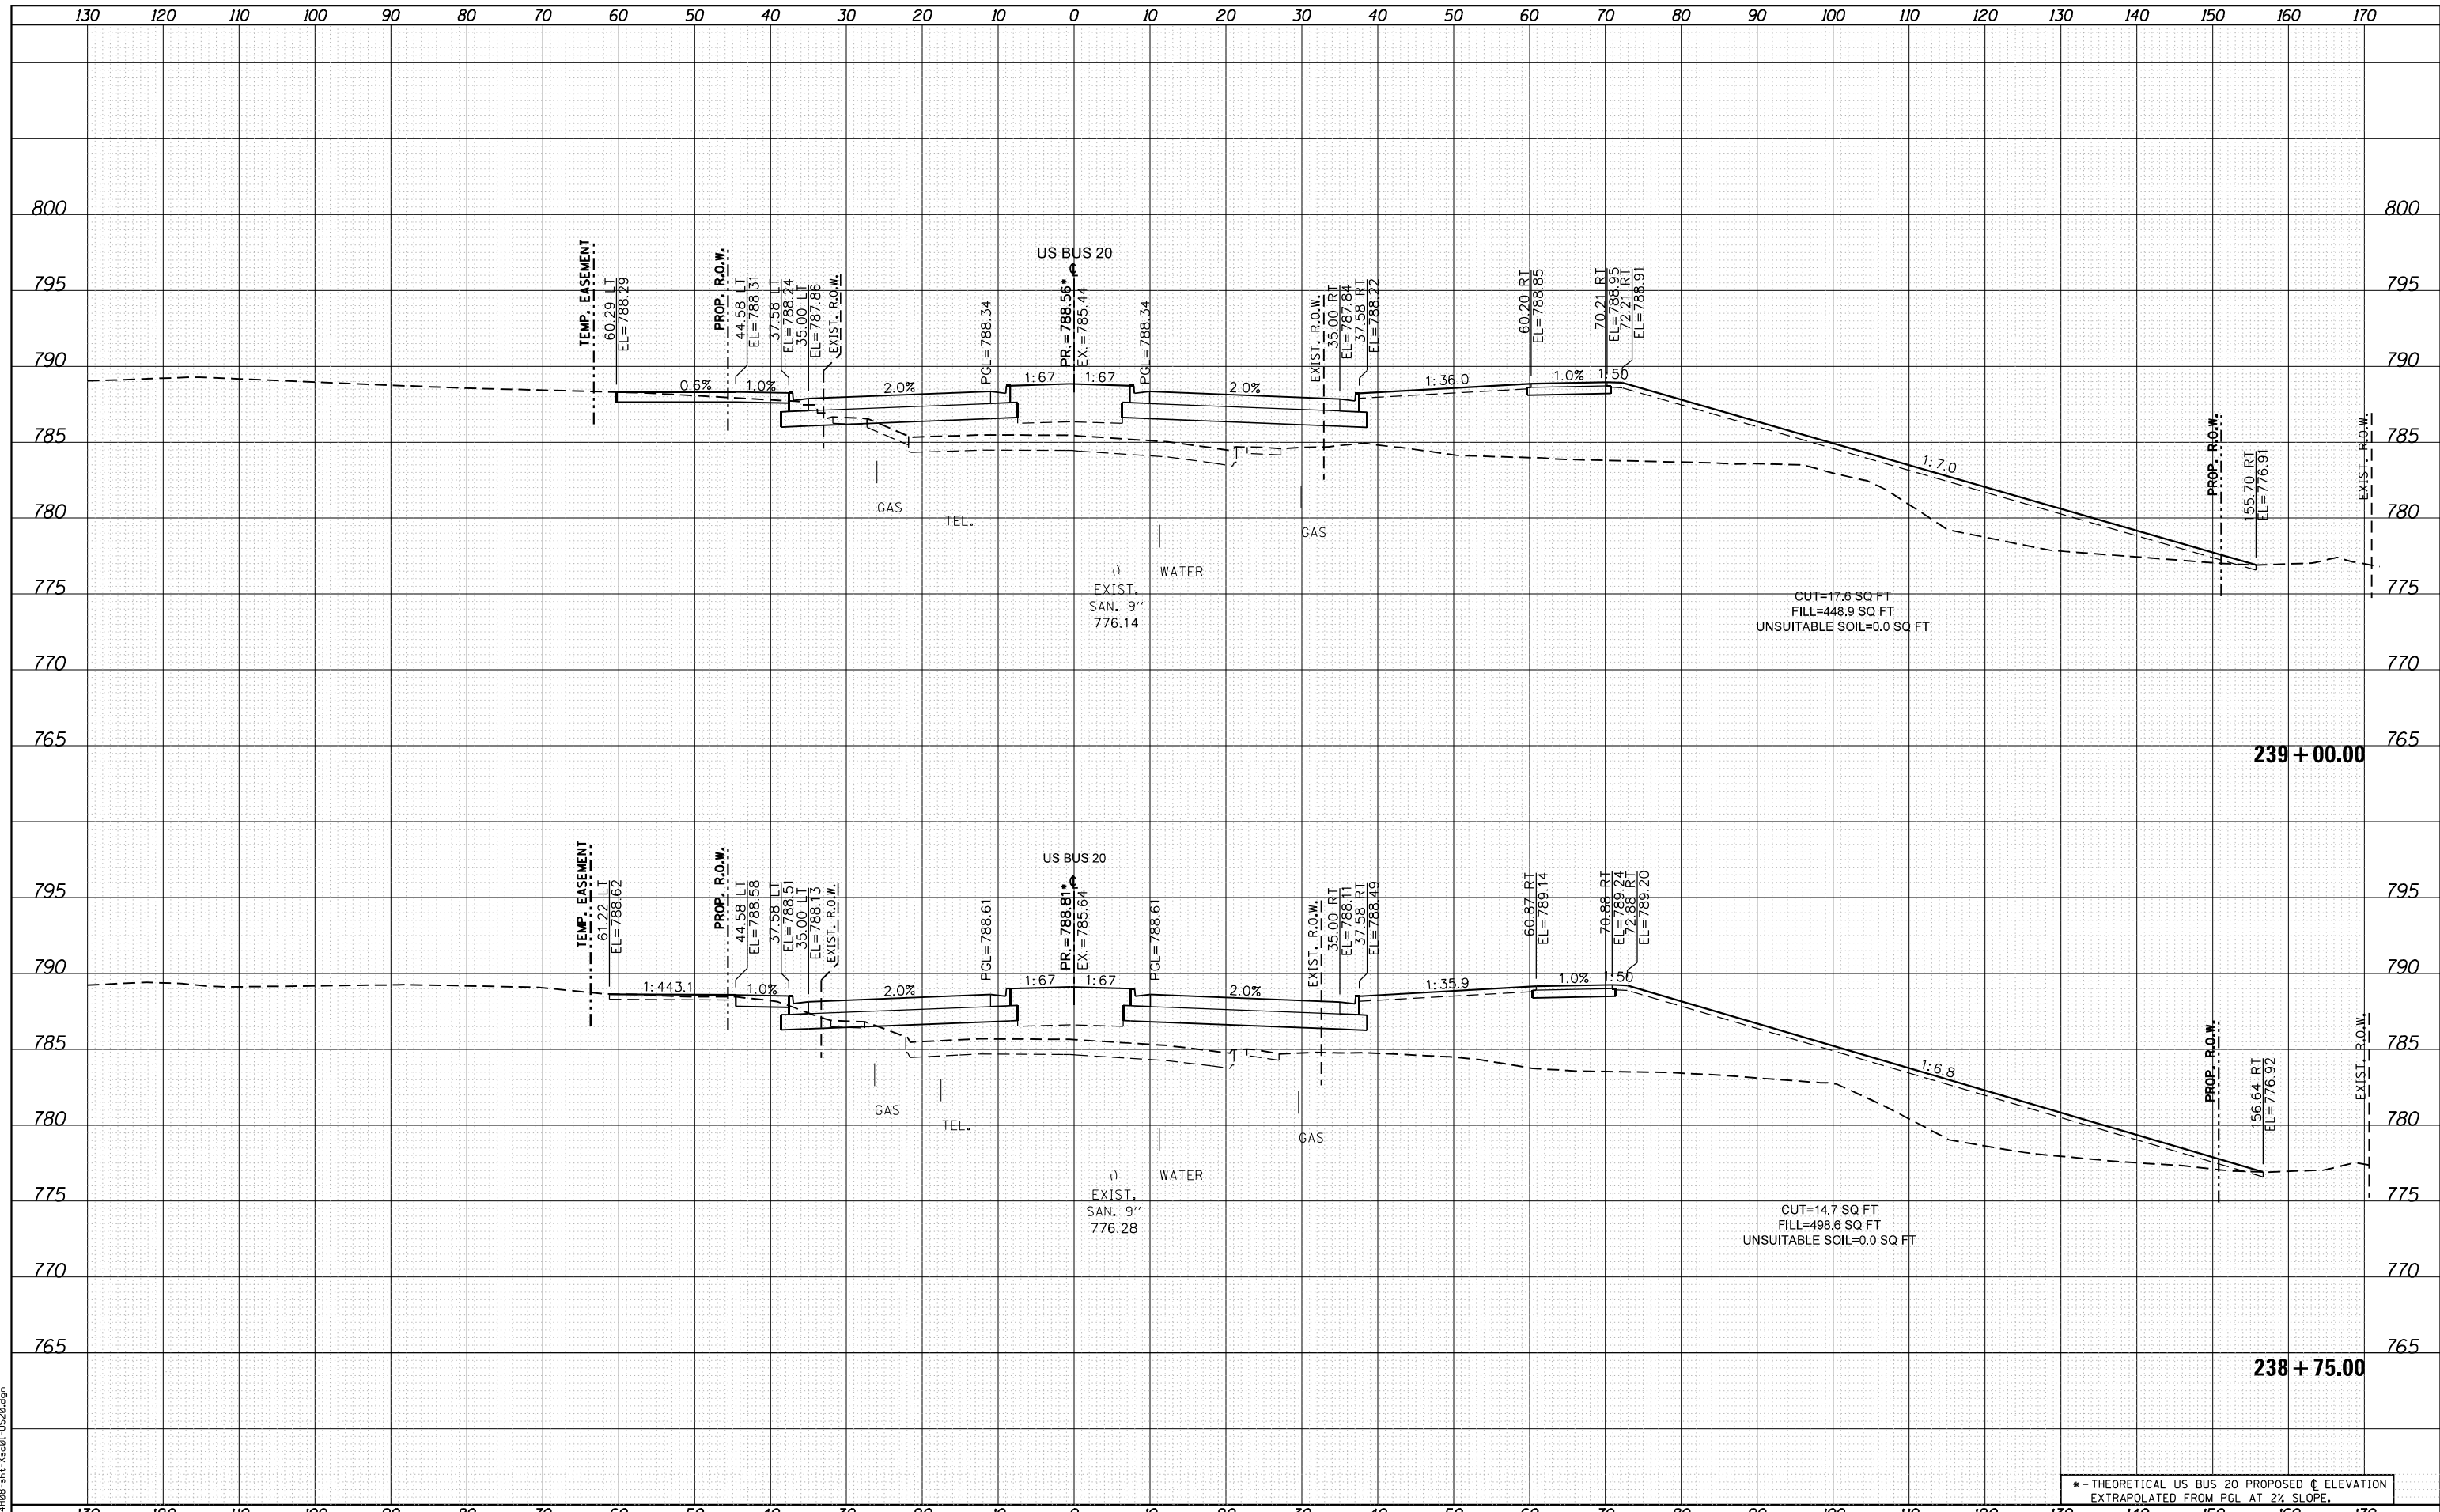 130 120 110 100 90 80 70 60 50 40 30 20 10 0 10 20 30 40 50 60 70 80 90 100 110 120 130 140 150 160 170
800 800
795 795
790 790
785 785
780 780
775 775
770 770
765 765
TEMP. EASEMENT
60.29 LT
EL=788.29
PROP. R.O.W.
44.58 LT
EL=788.31
37.58 LT
EL=788.24
35.00 LT
EL=787.86
EXIST. R.O.W.
PGL=788.34
US BUS 20
℄
PR.=788.56*
EX.=785.44
PGL=788.34
EXIST. R.O.W.
35.00 RT
EL=787.84
37.58 RT
EL=788.22
60.20 RT
EL=788.85
70.21 RT
EL=788.95
72.21 RT
EL=788.91
PROP. R.O.W.
155.70 RT
EL=776.91
EXIST. R.O.W.
0.6% 1.0% 2.0% 1:67 1:67 2.0% 1:36.0 1.0% 1:50
1:7.0
GAS
TEL.
GAS
WATER
EXIST.
SAN. 9''
776.14
CUT=17.6 SQ FT
FILL=448.9 SQ FT
UNSUITABLE SOIL=0.0 SQ FT
239+00.00
795 795
790 790
785 785
780 780
775 775
770 770
765 765
TEMP. EASEMENT
61.22 LT
EL=788.62
PROP. R.O.W.
44.58 LT
EL=788.58
37.58 LT
EL=788.51
35.00 LT
EL=788.13
EXIST. R.O.W.
PGL=788.61
US BUS 20
℄
PR.=788.81*
EX.=785.64
PGL=788.61
EXIST. R.O.W.
35.00 RT
EL=788.11
37.58 RT
EL=788.49
60.87 RT
EL=789.14
70.88 RT
EL=789.24
72.88 RT
EL=789.20
PROP. R.O.W.
156.64 RT
EL=776.92
EXIST. R.O.W.
1:443.1 1.0% 2.0% 1:67 1:67 2.0% 1:35.9 1.0% 1:50
1:6.8
GAS
TEL.
GAS
WATER
EXIST.
SAN. 9''
776.28
CUT=14.7 SQ FT
FILL=498.6 SQ FT
UNSUITABLE SOIL=0.0 SQ FT
238+75.00
*-THEORETICAL US BUS 20 PROPOSED ℄ ELEVATION
EXTRAPOLATED FROM PGL AT 2% SLOPE.